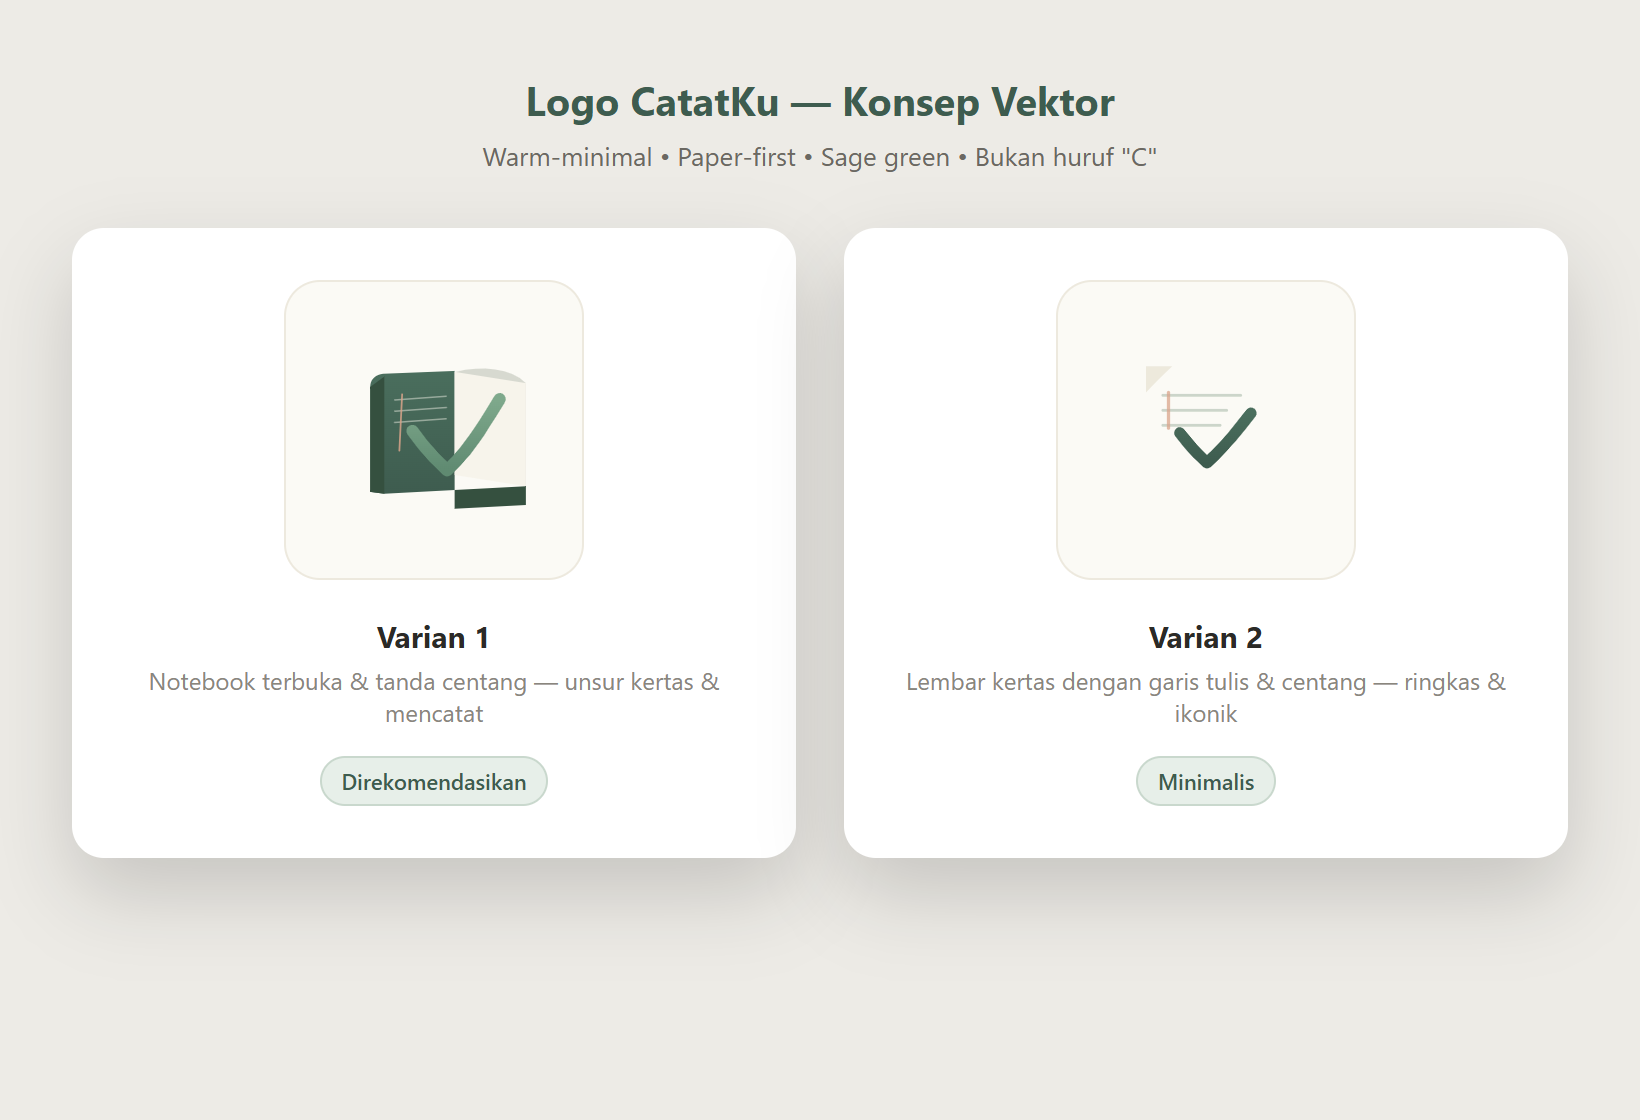 Logo CatatKu — Konsep Vektor
Warm-minimal • Paper-first • Sage green • Bukan huruf "C"
Varian 1
Notebook terbuka & tanda centang — unsur kertas &
mencatat
Direkomendasikan
Varian 2
Lembar kertas dengan garis tulis & centang — ringkas &
ikonik
Minimalis